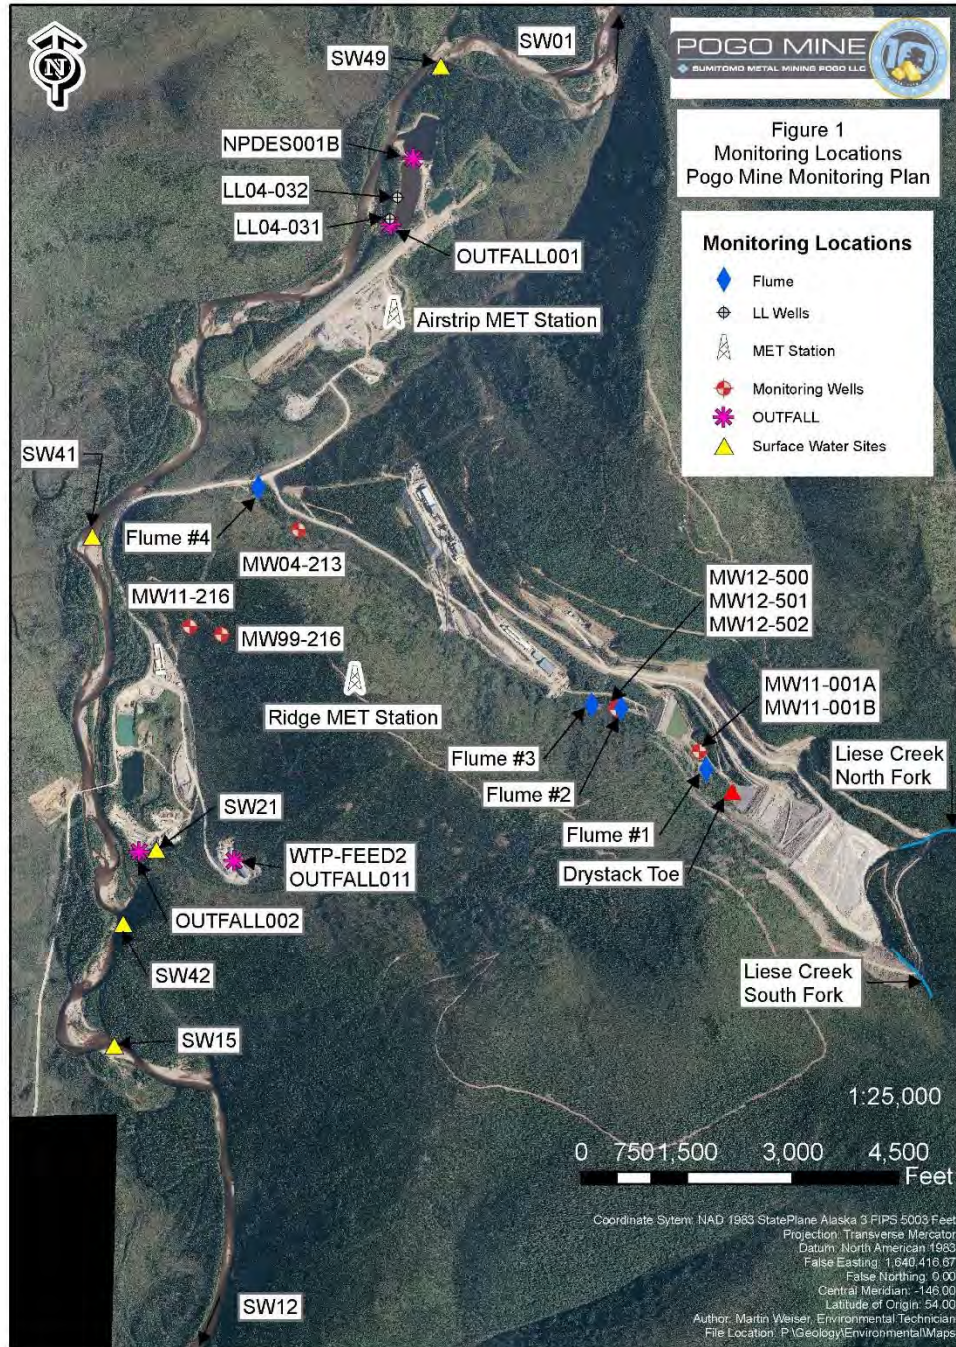 N
SW01
SW49
POGO MINE
SUMITOMO METAL MINING POGO LLC
Figure 1
Monitoring Locations
Pogo Mine Monitoring Plan
NPDES001B
LL04-032
LL04-031
OUTFALL001
Airstrip MET Station
Monitoring Locations
Flume
LL Wells
MET Station
Monitoring Wells
OUTFALL
Surface Water Sites
SW41
Flume #4
MW04-213
MW11-216
MW99-216
Ridge MET Station
MW12-500
MW12-501
MW12-502
MW11-001A
MW11-001B
Flume #3
Flume #2
Flume #1
Drystack Toe
Liese Creek
North Fork
SW21
WTP-FEED2
OUTFALL011
OUTFALL002
SW42
Liese Creek
South Fork
SW15
1:25,000
0 750 1,500 3,000 4,500
Feet
SW12
Coordinate Sytem: NAD 1983 StatePlane Alaska 3 FIPS 5003 Feet
Projection: Transverse Mercator
Datum: North American 1983
False Easting: 1,640,416.67
False Northing: 0.00
Central Meridian: -146.00
Latitude of Origin: 54.00
Author: Martin Weiser, Environmental Technician
File Location: P:\Geology\Environmental\Maps